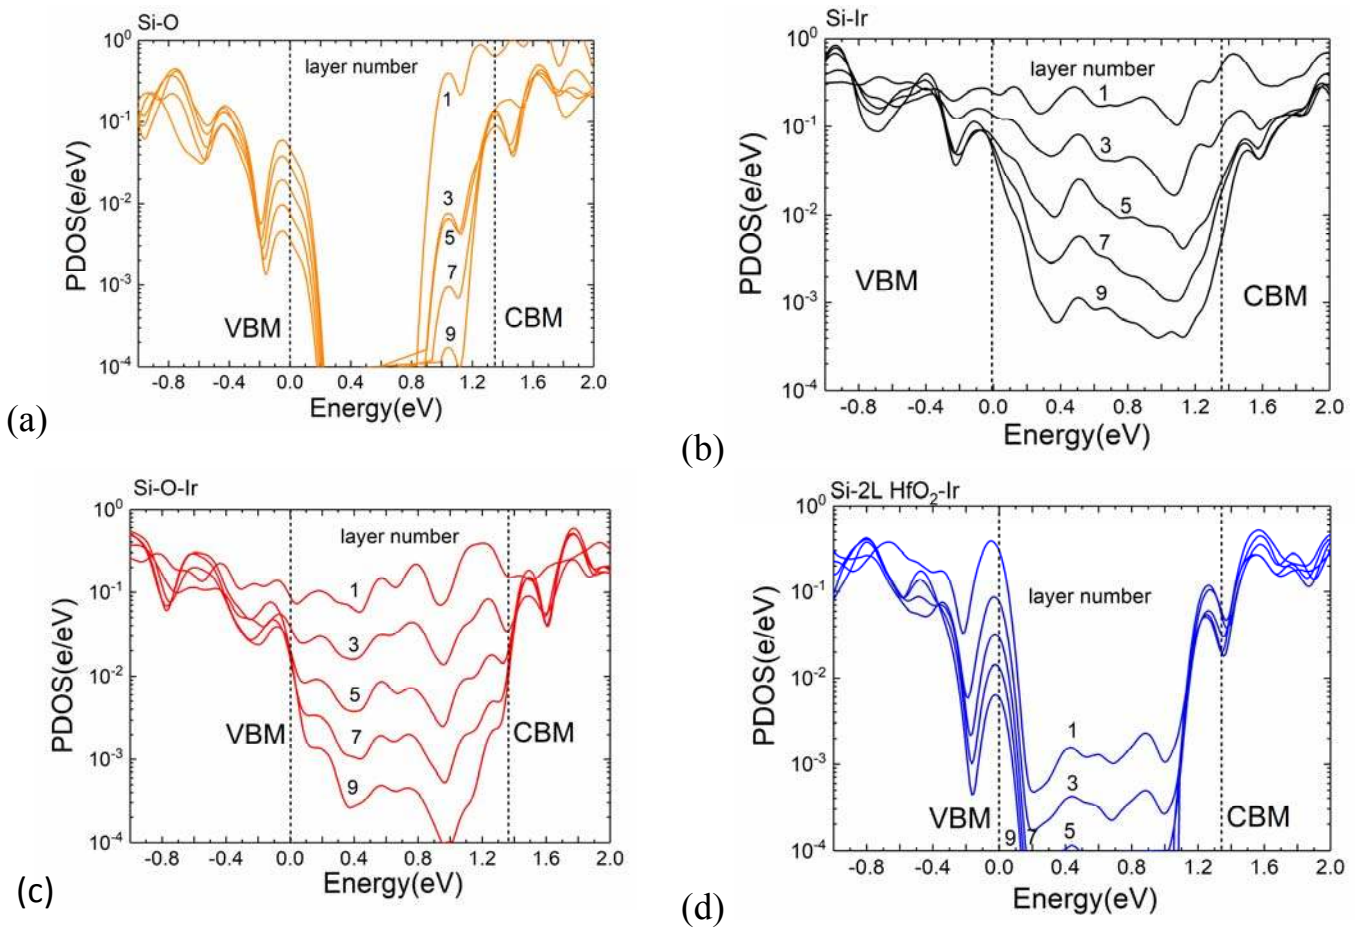 Si-O
10^0
10^-1
10^-2
10^-3
10^-4
PDOS(e/eV)
layer number
1
3
5
7
9
VBM
CBM
-0.8 -0.4 0.0 0.4 0.8 1.2 1.6 2.0
Energy(eV)
(a)
Si-Ir
10^0
10^-1
10^-2
10^-3
10^-4
PDOS(e/eV)
layer number
1
3
5
7
9
VBM
CBM
-0.8 -0.4 0.0 0.4 0.8 1.2 1.6 2.0
Energy(eV)
(b)
Si-O-Ir
10^0
10^-1
10^-2
10^-3
10^-4
PDOS(e/eV)
layer number
1
3
5
7
9
VBM
CBM
-0.8 -0.4 0.0 0.4 0.8 1.2 1.6 2.0
Energy(eV)
(c)
Si-2L HfO₂-Ir
10^0
10^-1
10^-2
10^-3
10^-4
PDOS(e/eV)
layer number
1
3
5
9 7
VBM
CBM
-0.8 -0.4 0.0 0.4 0.8 1.2 1.6 2.0
Energy(eV)
(d)